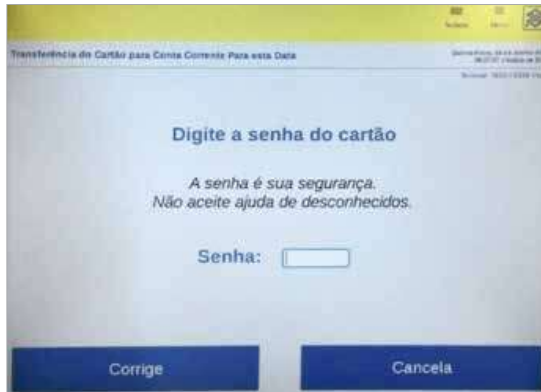 Transferência do Cartão para Conta Corrente Para esta Data
Digite a senha do cartão
A senha é sua segurança.
Não aceite ajuda de desconhecidos.
Senha:
Corrige
Cancela